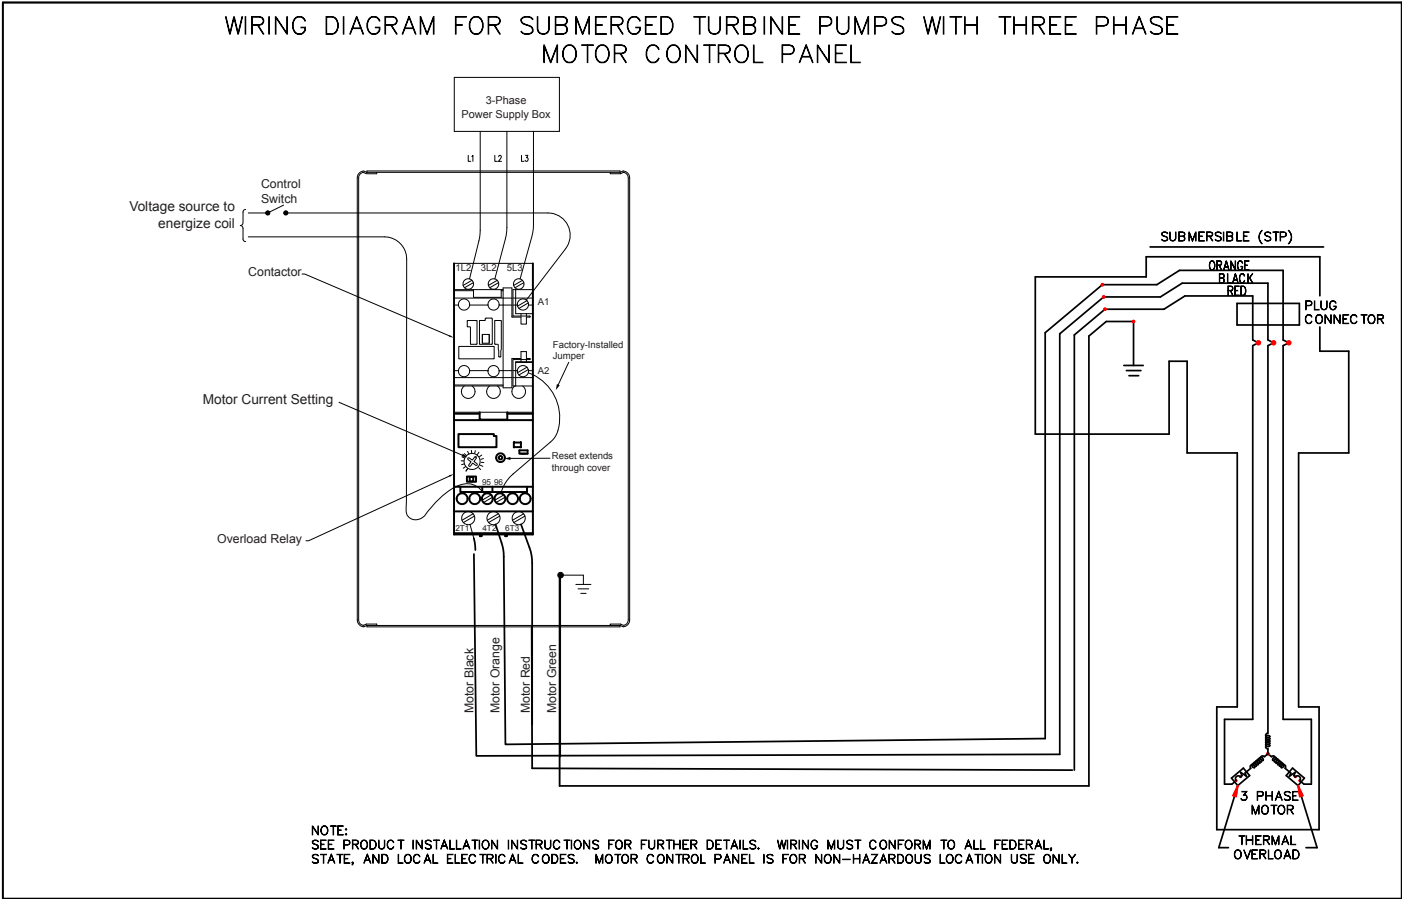 WIRING DIAGRAM FOR SUBMERGED TURBINE PUMPS WITH THREE PHASE
MOTOR CONTROL PANEL
3-Phase
Power Supply Box
L1
L2
L3
Control
Switch
Voltage source to
energize coil
Contactor
1L2
3L2
5L3
A1
A2
Factory-Installed
Jumper
Motor Current Setting
Reset extends
through cover
95 96
2T1
4T2
6T3
Overload Relay
Motor Black
Motor Orange
Motor Red
Motor Green
SUBMERSIBLE (STP)
ORANGE
BLACK
RED
PLUG
CONNECTOR
3 PHASE
MOTOR
THERMAL
OVERLOAD
NOTE:
SEE PRODUCT INSTALLATION INSTRUCTIONS FOR FURTHER DETAILS. WIRING MUST CONFORM TO ALL FEDERAL,
STATE, AND LOCAL ELECTRICAL CODES. MOTOR CONTROL PANEL IS FOR NON-HAZARDOUS LOCATION USE ONLY.